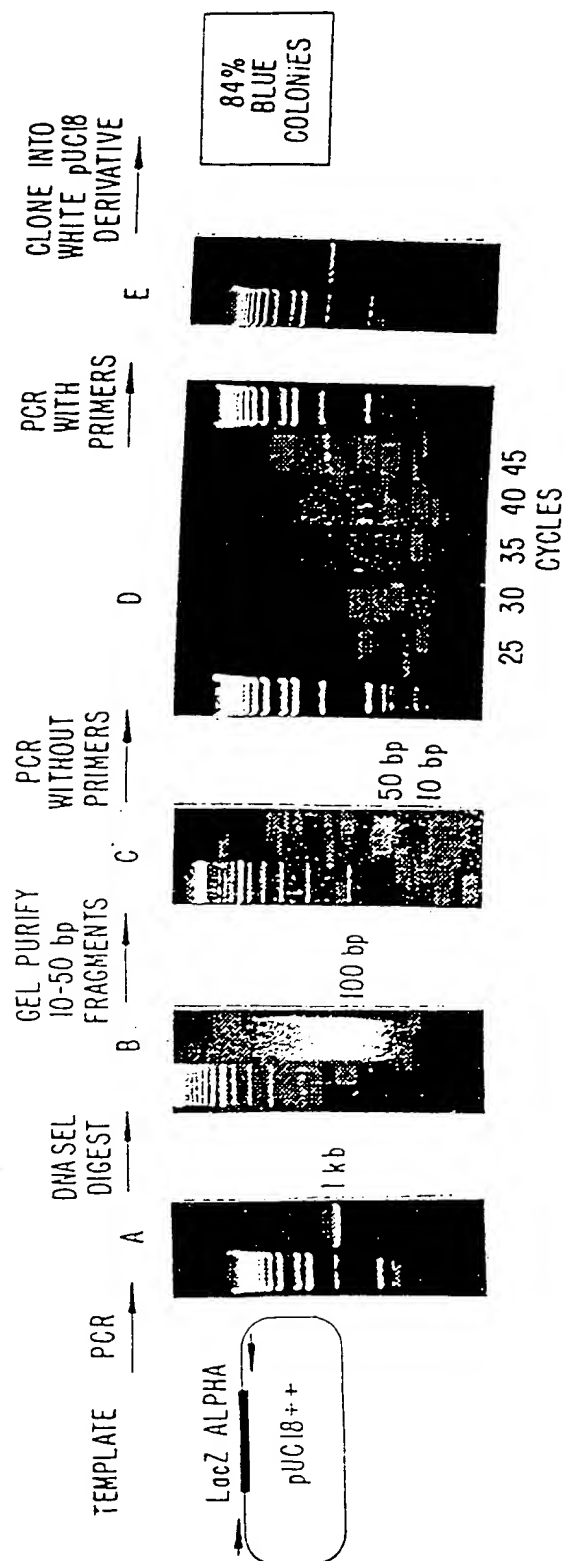 TEMPLATE
PCR
LacZ ALPHA
pUC18++
A
1 kb
DNASEL
DIGEST
B
100 bp
GEL PURIFY
10-50 bp
FRAGMENTS
C
50 bp
10 bp
PCR
WITHOUT
PRIMERS
D
25 30 35 40 45
CYCLES
PCR
WITH
PRIMERS
E
CLONE INTO
WHITE pUC18
DERIVATIVE
84%
BLUE
COLONIES